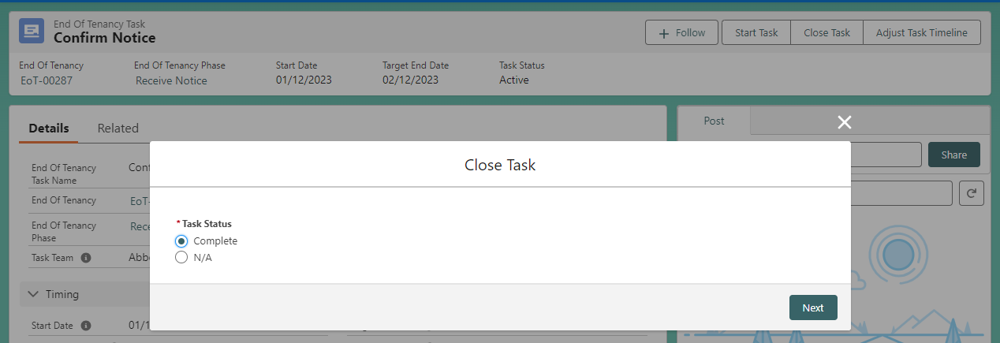 End Of Tenancy Task
Confirm Notice
Follow
Start Task
Close Task
Adjust Task Timeline
End Of Tenancy
End Of Tenancy Phase
Start Date
Target End Date
Task Status
EoT-00287
Receive Notice
01/12/2023
02/12/2023
Active
Details
Related
Post
Share
Close Task
End Of Tenancy
Task Name
End Of Tenancy
EoT-
End Of Tenancy
Phase
Task Team
* Task Status
Complete
N/A
Timing
Next
Start Date